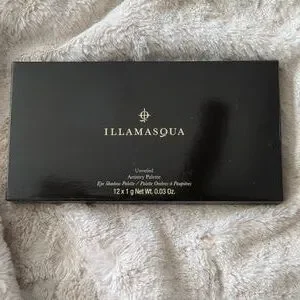 ILLAMASQUA
Unveiled
Artistry Palette
Eye Shadow Palette // Palette Ombres à Paupières
12 x 1 g Net Wt. 0.03 Oz.